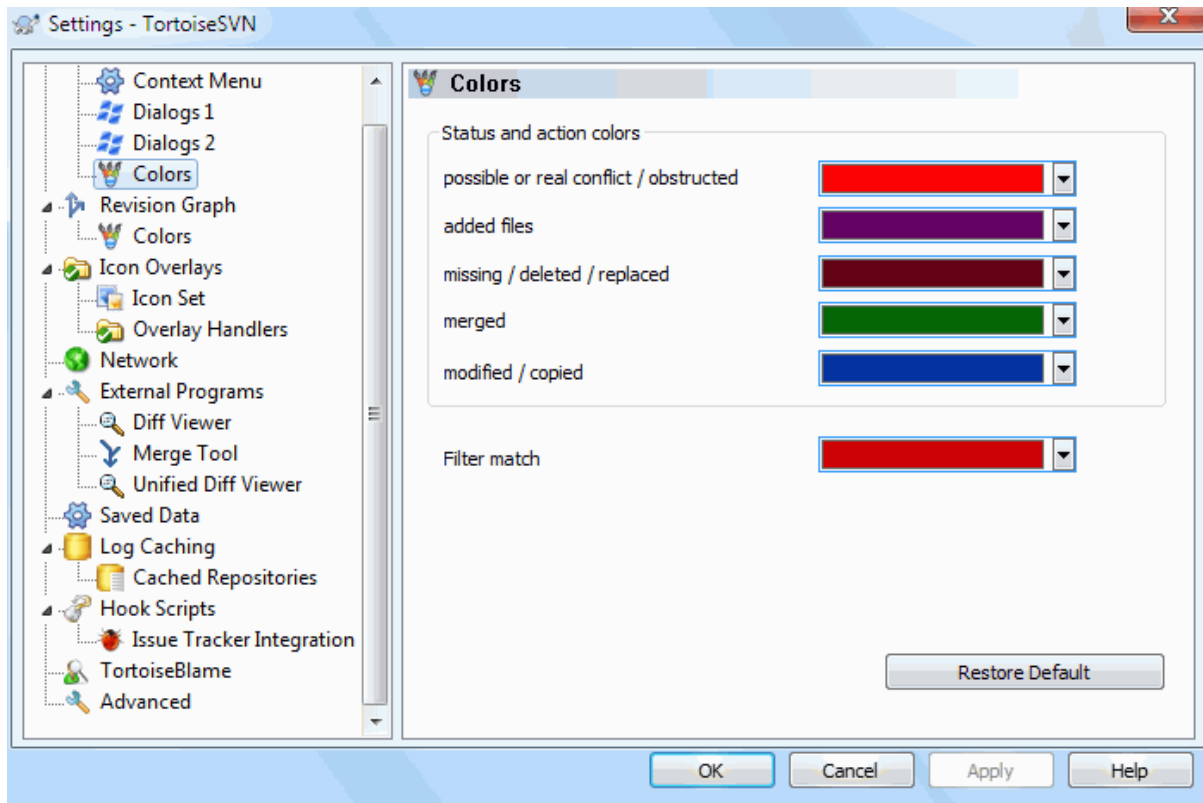 Settings - TortoiseSVN
Context Menu
Dialogs 1
Dialogs 2
Colors
Revision Graph
Colors
Icon Overlays
Icon Set
Overlay Handlers
Network
External Programs
Diff Viewer
Merge Tool
Unified Diff Viewer
Saved Data
Log Caching
Cached Repositories
Hook Scripts
Issue Tracker Integration
TortoiseBlame
Advanced
Colors
Status and action colors
possible or real conflict / obstructed
added files
missing / deleted / replaced
merged
modified / copied
Filter match
Restore Default
OK
Cancel
Apply
Help